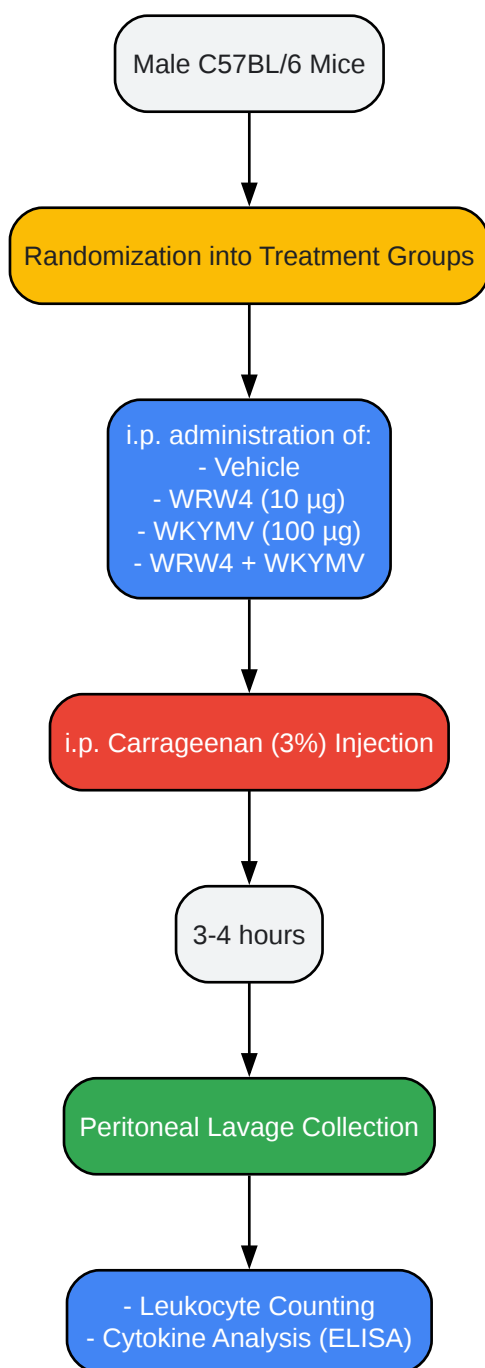 Male C57BL/6 Mice
Randomization into Treatment Groups
i.p. administration of:
- Vehicle
- WRW4 (10 µg)
- WKYMV (100 µg)
- WRW4 + WKYMV
i.p. Carrageenan (3%) Injection
3-4 hours
Peritoneal Lavage Collection
- Leukocyte Counting
- Cytokine Analysis (ELISA)